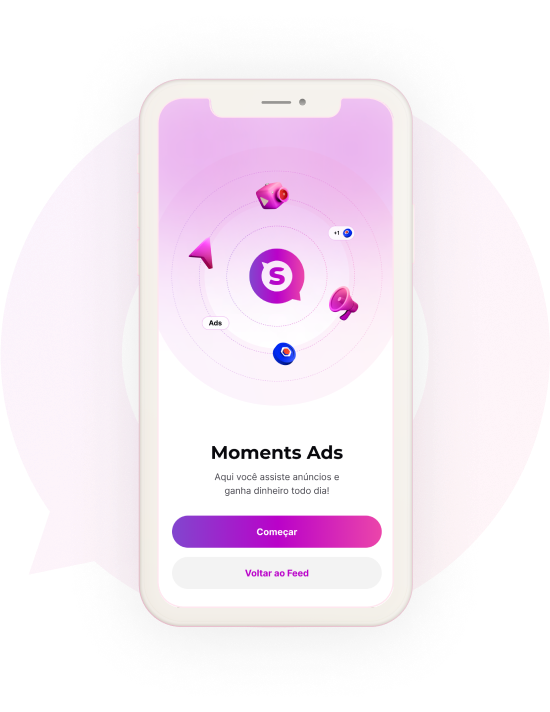 +1
S
Ads
Moments Ads
Aqui você assiste anúncios e
ganha dinheiro todo dia!
Começar
Voltar ao Feed